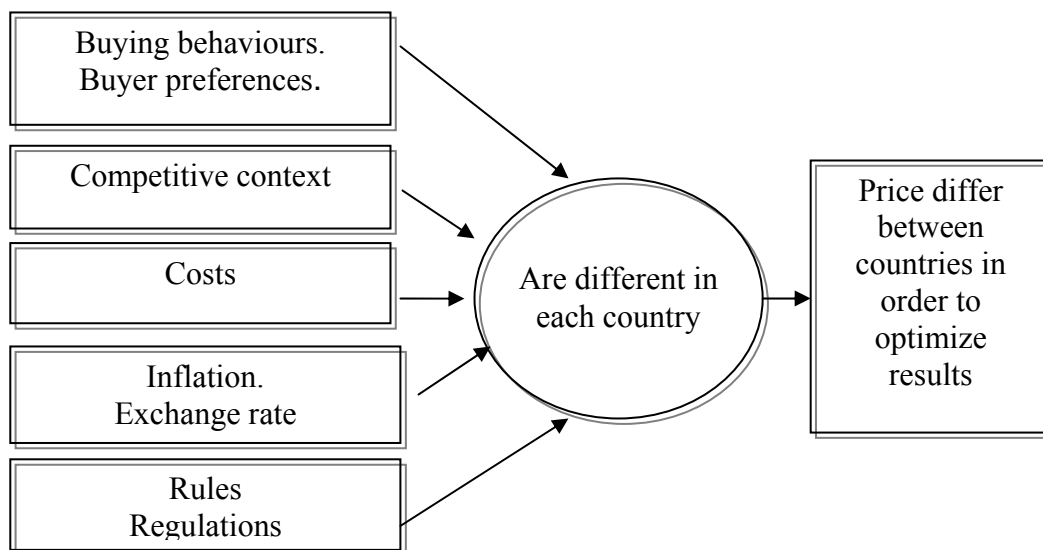 Buying behaviours.
Buyer preferences.
Competitive context
Costs
Inflation.
Exchange rate
Rules
Regulations
Are different in
each country
Price differ
between
countries in
order to
optimize
results